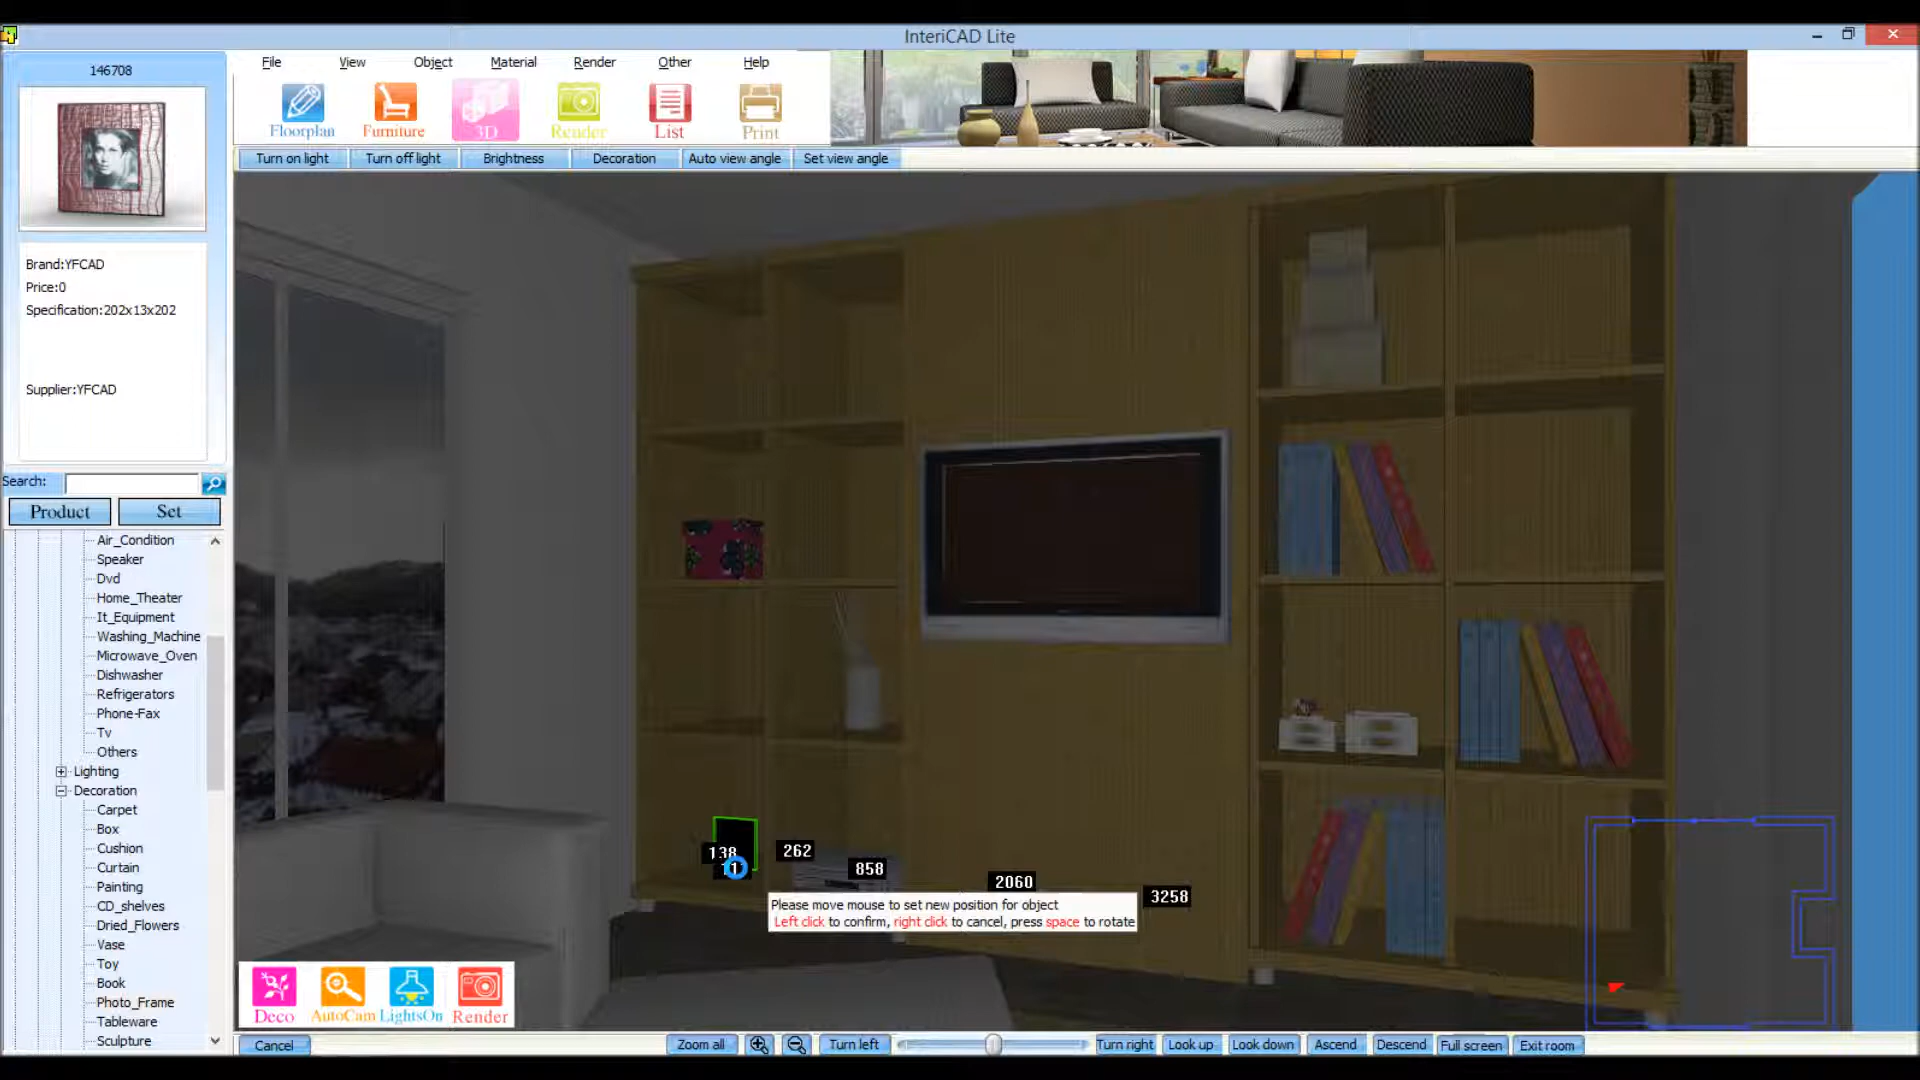 InteriCAD Lite
146708
Brand:YFCAD
Price:0
Specification:202x13x202
Supplier:YFCAD
Search:
Product
Set
Air_Condition
Speaker
Dvd
Home_Theater
It_Equipment
Washing_Machine
Microwave_Oven
Dishwasher
Refrigerators
Phone-Fax
Tv
Others
Lighting
Decoration
Carpet
Box
Cushion
Curtain
Painting
CD_shelves
Dried_Flowers
Vase
Toy
Book
Photo_Frame
Tableware
Sculpture
File View Object Material Render Other Help
Floorplan Furniture 3D Render List Print
Turn on light Turn off light Brightness Decoration Auto view angle Set view angle
138
262
858
2060
3258
Please move mouse to set new position for object
Left click to confirm, right click to cancel, press space to rotate
Deco AutoCam LightsOn Render
Cancel Zoom all Turn left Turn right Look up Look down Ascend Descend Full screen Exit room